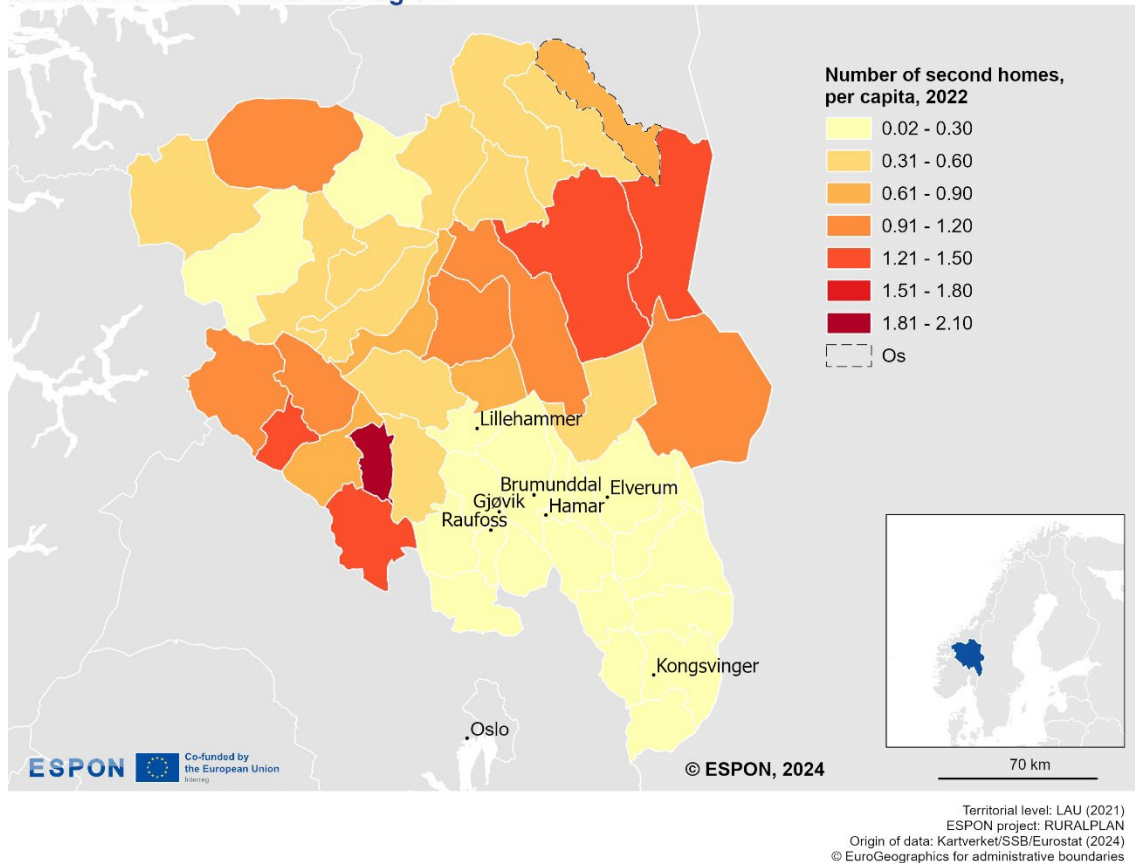 Number of second homes,
per capita, 2022
0.02 - 0.30
0.31 - 0.60
0.61 - 0.90
0.91 - 1.20
1.21 - 1.50
1.51 - 1.80
1.81 - 2.10
Os
Lillehammer
Brumunddal
Elverum
Gjøvik
Hamar
Raufoss
Kongsvinger
Oslo
ESPON
Co-funded by
the European Union
Interreg
© ESPON, 2024
70 km
Territorial level: LAU (2021)
ESPON project: RURALPLAN
Origin of data: Kartverket/SSB/Eurostat (2024)
© EuroGeographics for administrative boundaries